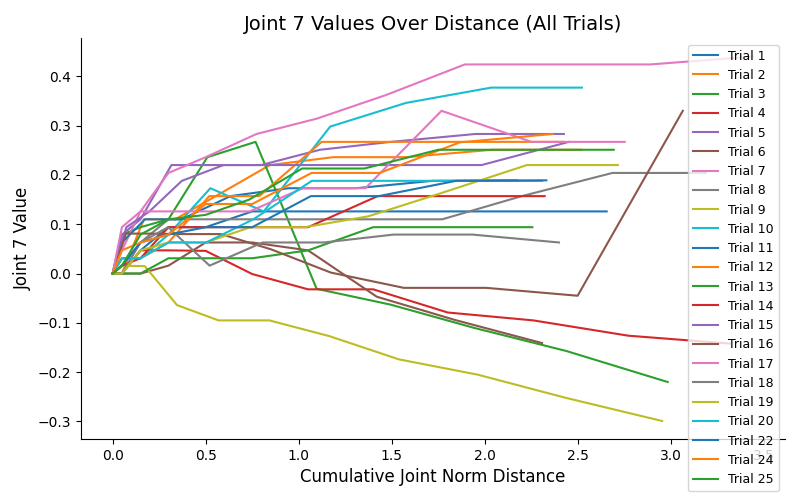 Joint 7 Values Over Distance (All Trials)
Joint 7 Value
0.4
0.3
0.2
0.1
0.0
−0.1
−0.2
−0.3
0.0 0.5 1.0 1.5 2.0 2.5 3.0 3.5
Cumulative Joint Norm Distance
Trial 1
Trial 2
Trial 3
Trial 4
Trial 5
Trial 6
Trial 7
Trial 8
Trial 9
Trial 10
Trial 11
Trial 12
Trial 13
Trial 14
Trial 15
Trial 16
Trial 17
Trial 18
Trial 19
Trial 20
Trial 22
Trial 24
Trial 25